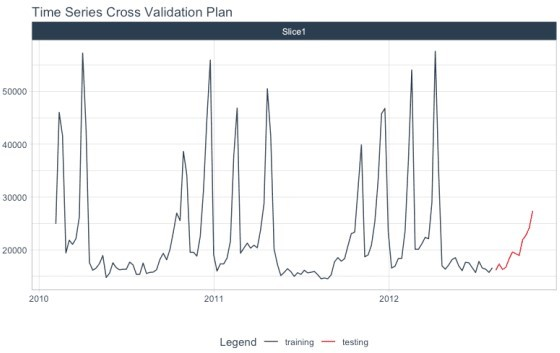 Time Series Cross Validation Plan
Slice1
50000
40000
30000
20000
2010
2011
2012
Legend
training
testing